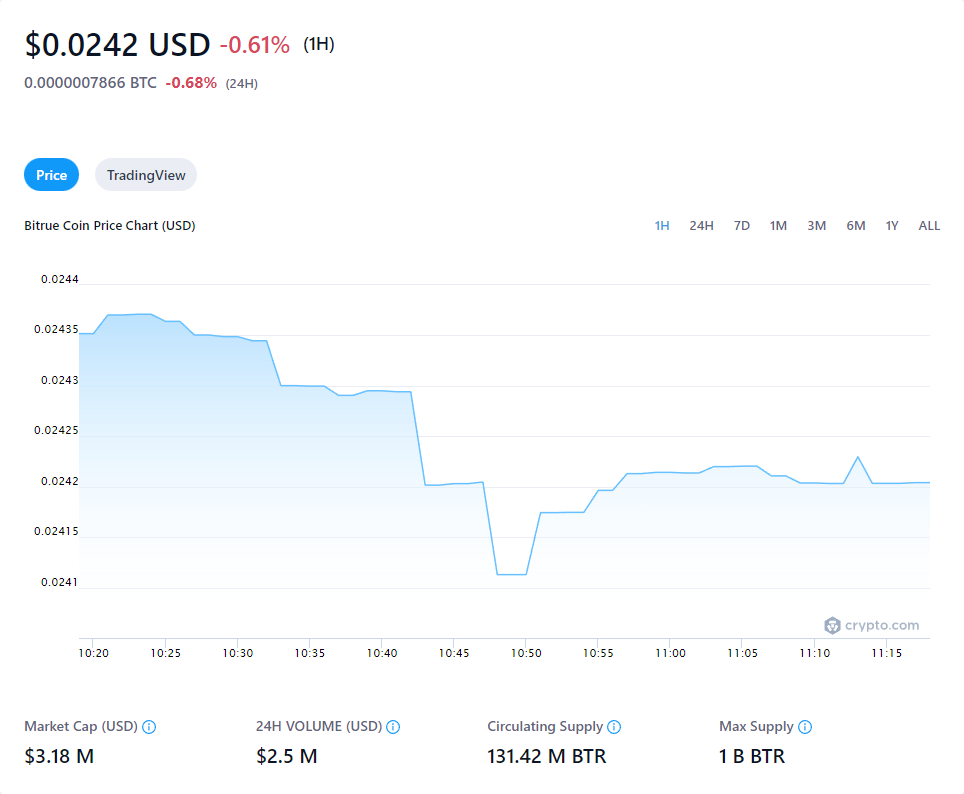 $0.0242 USD -0.61% (1H)
0.0000007866 BTC -0.68% (24H)
Price TradingView
Bitrue Coin Price Chart (USD) 1H 24H 7D 1M 3M 6M 1Y ALL
0.0244
0.02435
0.0243
0.02425
0.0242
0.02415
0.0241
crypto.com
10:20 10:25 10:30 10:35 10:40 10:45 10:50 10:55 11:00 11:05 11:10 11:15
Market Cap (USD) 24H VOLUME (USD) Circulating Supply Max Supply
$3.18 M $2.5 M 131.42 M BTR 1 B BTR